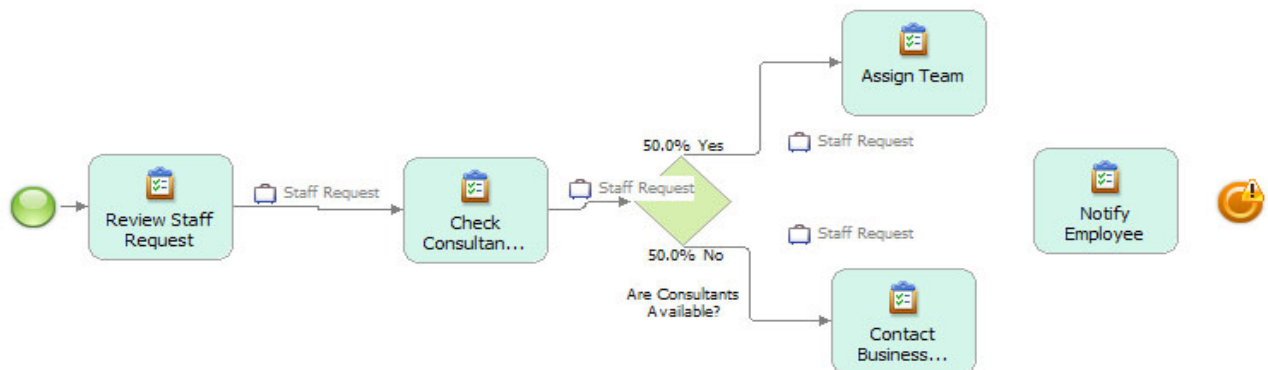 Assign Team
50.0% Yes
Staff Request
Staff Request
Staff Request
Review Staff
Request
Check
Consultan...
Notify
Employee
Staff Request
50.0% No
Are Consultants
Available?
Contact
Business...